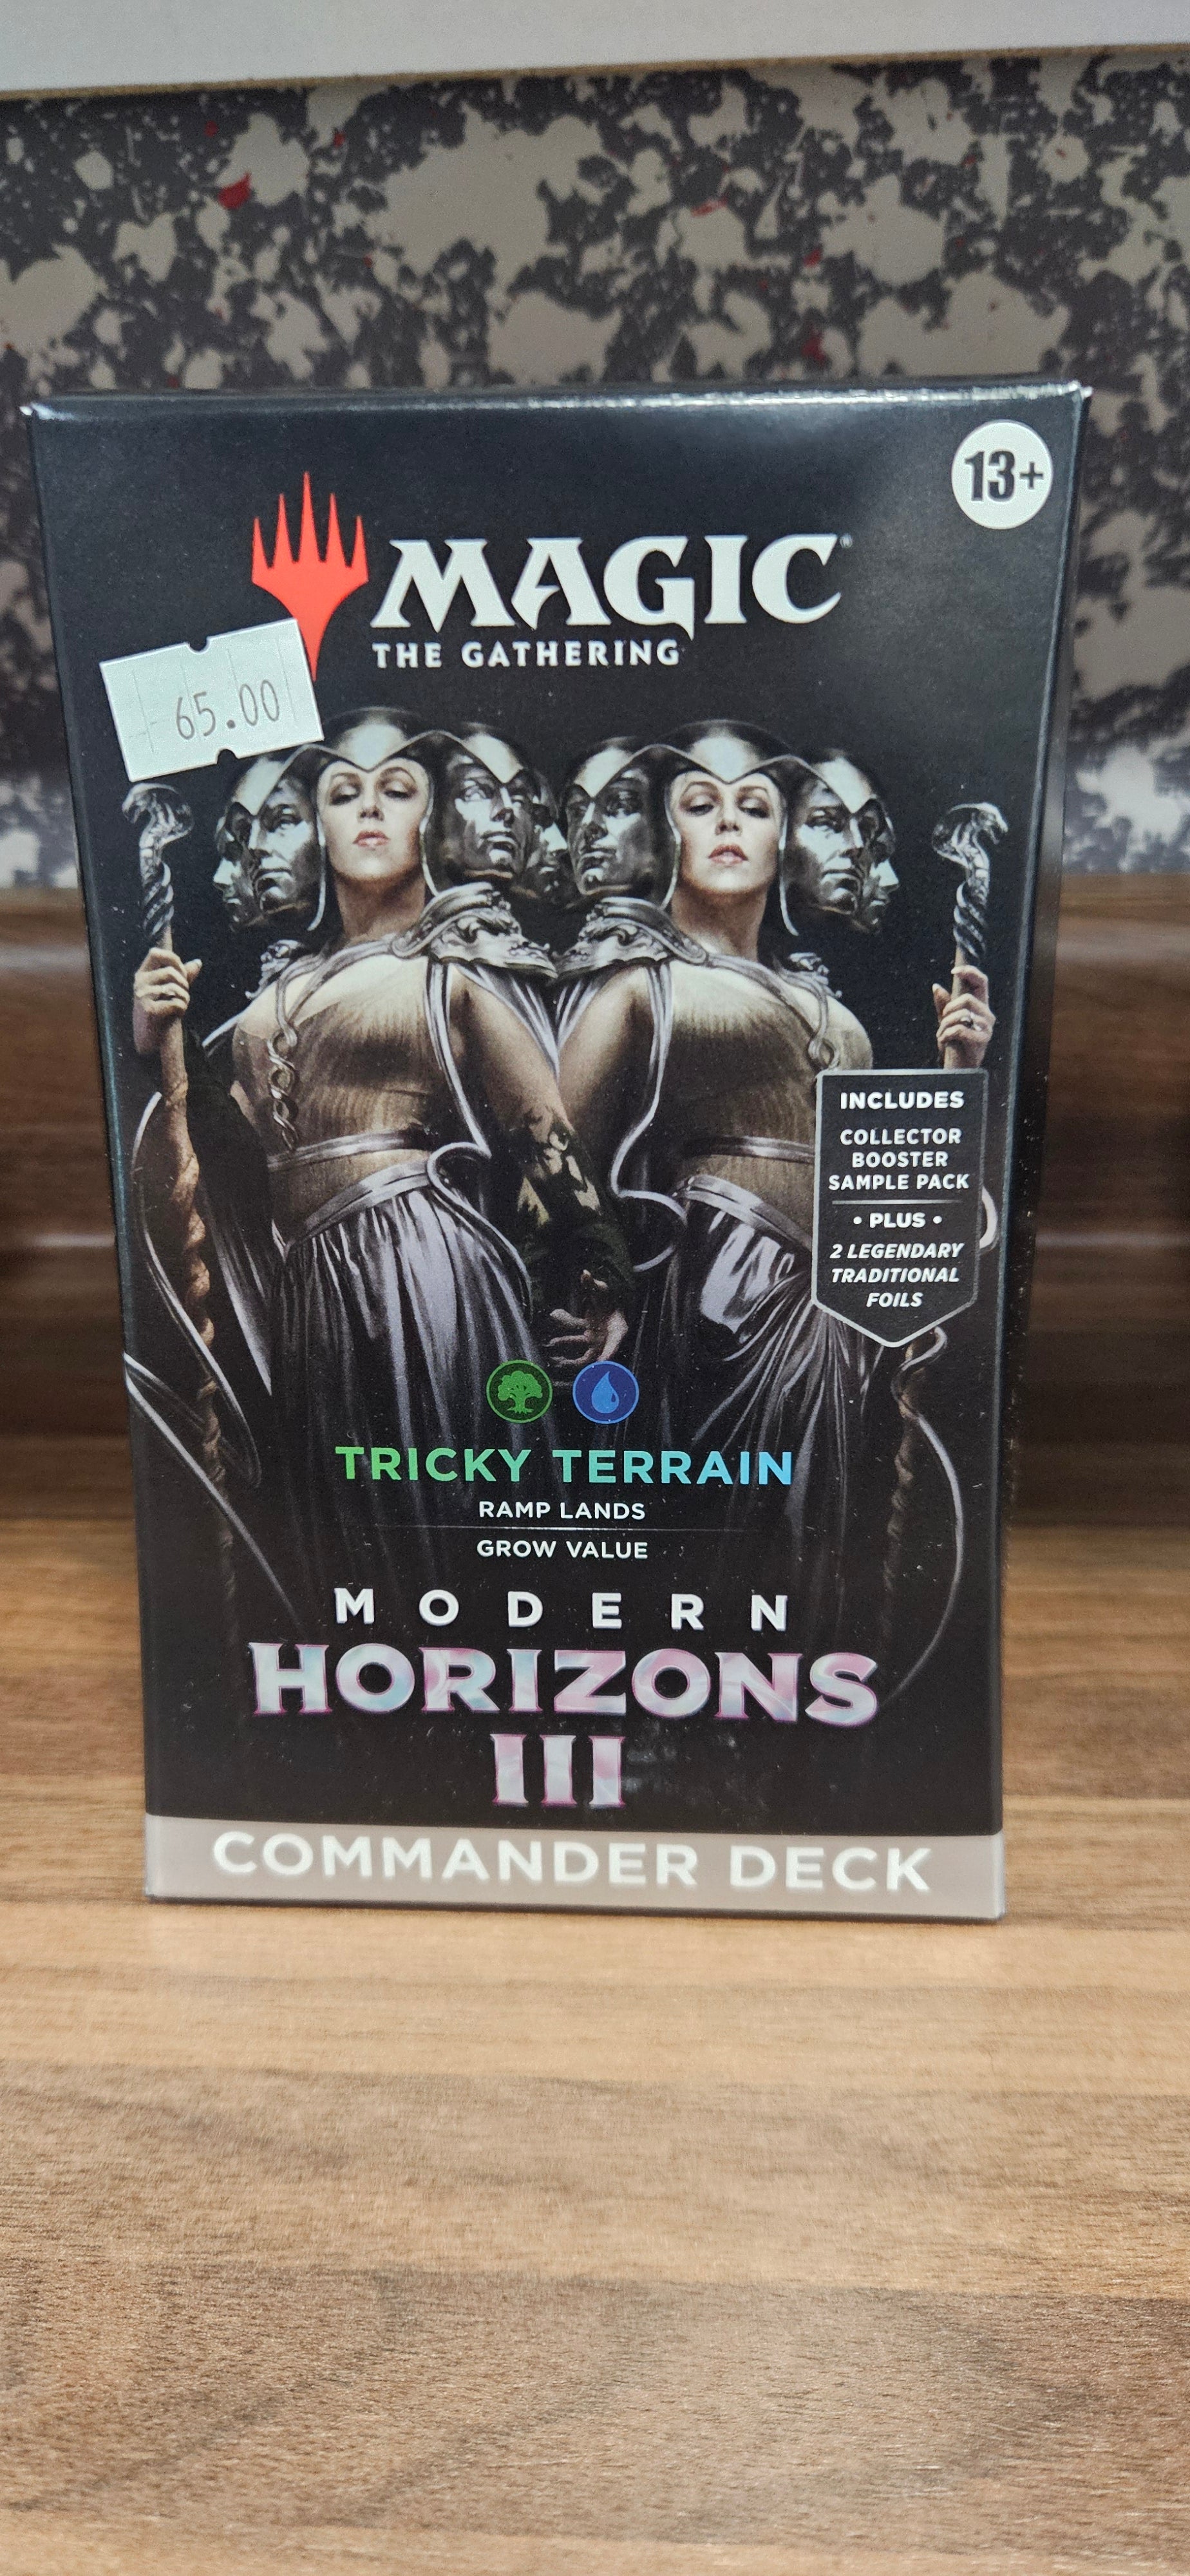 13+
MAGIC®
THE GATHERING
65.00
INCLUDES
COLLECTOR
BOOSTER
SAMPLE PACK
• PLUS •
2 LEGENDARY
TRADITIONAL
FOILS
TRICKY TERRAIN
RAMP LANDS
GROW VALUE
MODERN
HORIZONS
III
COMMANDER DECK